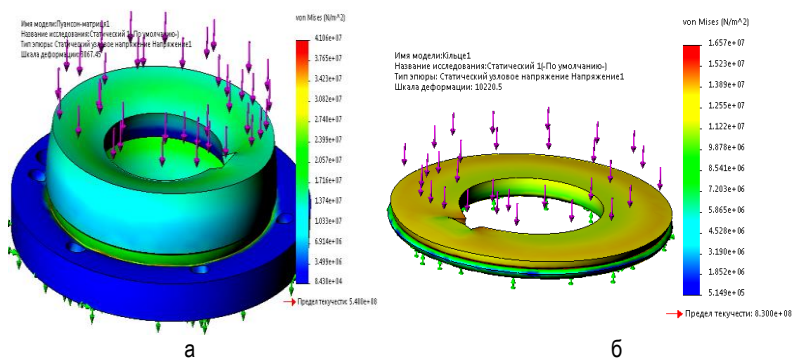 Имя модели:Пуансон-матрица1
Название исследования:Статический 1(-По умолчанию-)
Тип эпюры: Статический узловое напряжение Напряжение1
Шкала деформации: 5067.45
von Mises (N/m^2)
4.106e+07
3.765e+07
3.423e+07
3.082e+07
2.740e+07
2.399e+07
2.057e+07
1.716e+07
1.374e+07
1.033e+07
6.914e+06
3.499e+06
8.430e+04
Предел текучести: 5.480e+08
а
Имя модели:Кільце1
Название исследования:Статический 1(-По умолчанию-)
Тип эпюры: Статический узловое напряжение Напряжение1
Шкала деформации: 10220.5
von Mises (N/m^2)
1.657e+07
1.523e+07
1.389e+07
1.255e+07
1.122e+07
9.878e+06
8.541e+06
7.203e+06
5.865e+06
4.528e+06
3.190e+06
1.852e+06
5.149e+05
Предел текучести: 8.300e+08
б